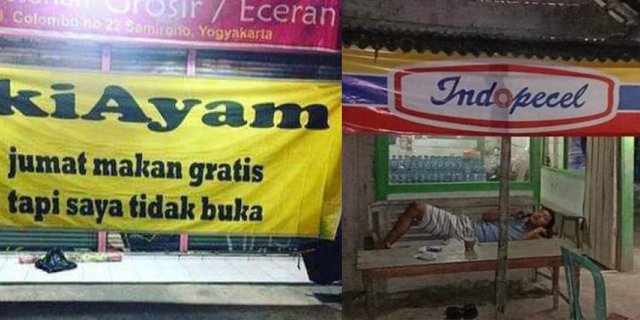 Grosir / Eceran
l. Colombo no 22 Samirono, Yogyakarta
kiAyam
jumat makan gratis
tapi saya tidak buka
Indopecel